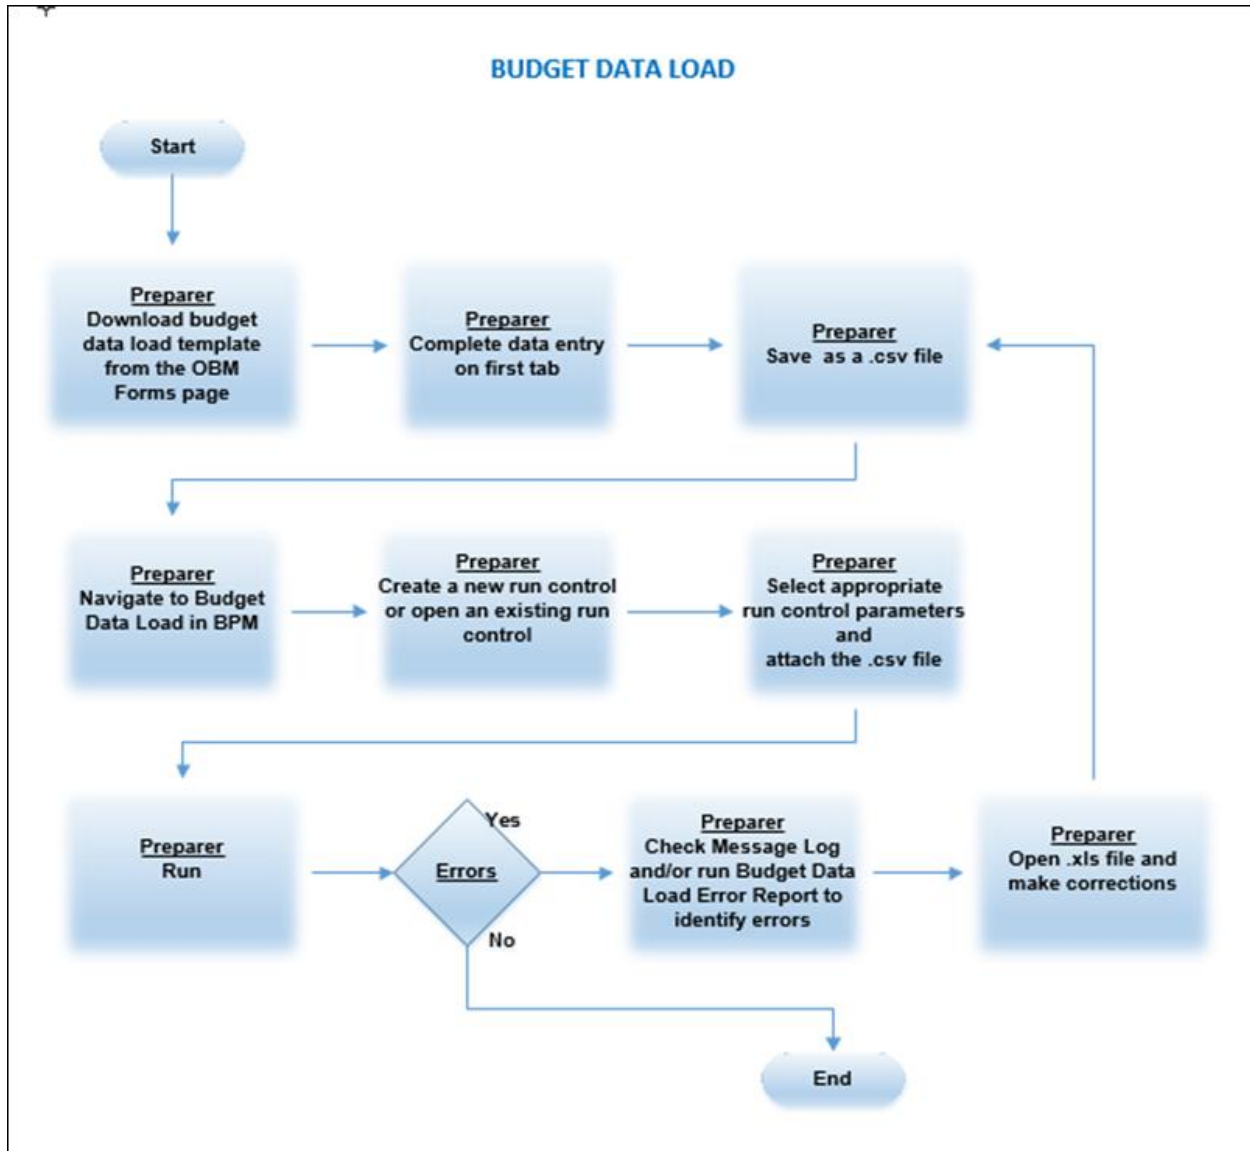 BUDGET DATA LOAD
Start
Preparer
Download budget
data load template
from the OBM
Forms page
Preparer
Complete data entry
on first tab
Preparer
Save as a .csv file
Preparer
Navigate to Budget
Data Load in BPM
Preparer
Create a new run control
or open an existing run
control
Preparer
Select appropriate
run control parameters
and
attach the .csv file
Preparer
Run
Errors
Yes
No
Preparer
Check Message Log
and/or run Budget Data
Load Error Report to
identify errors
Preparer
Open .xls file and
make corrections
End